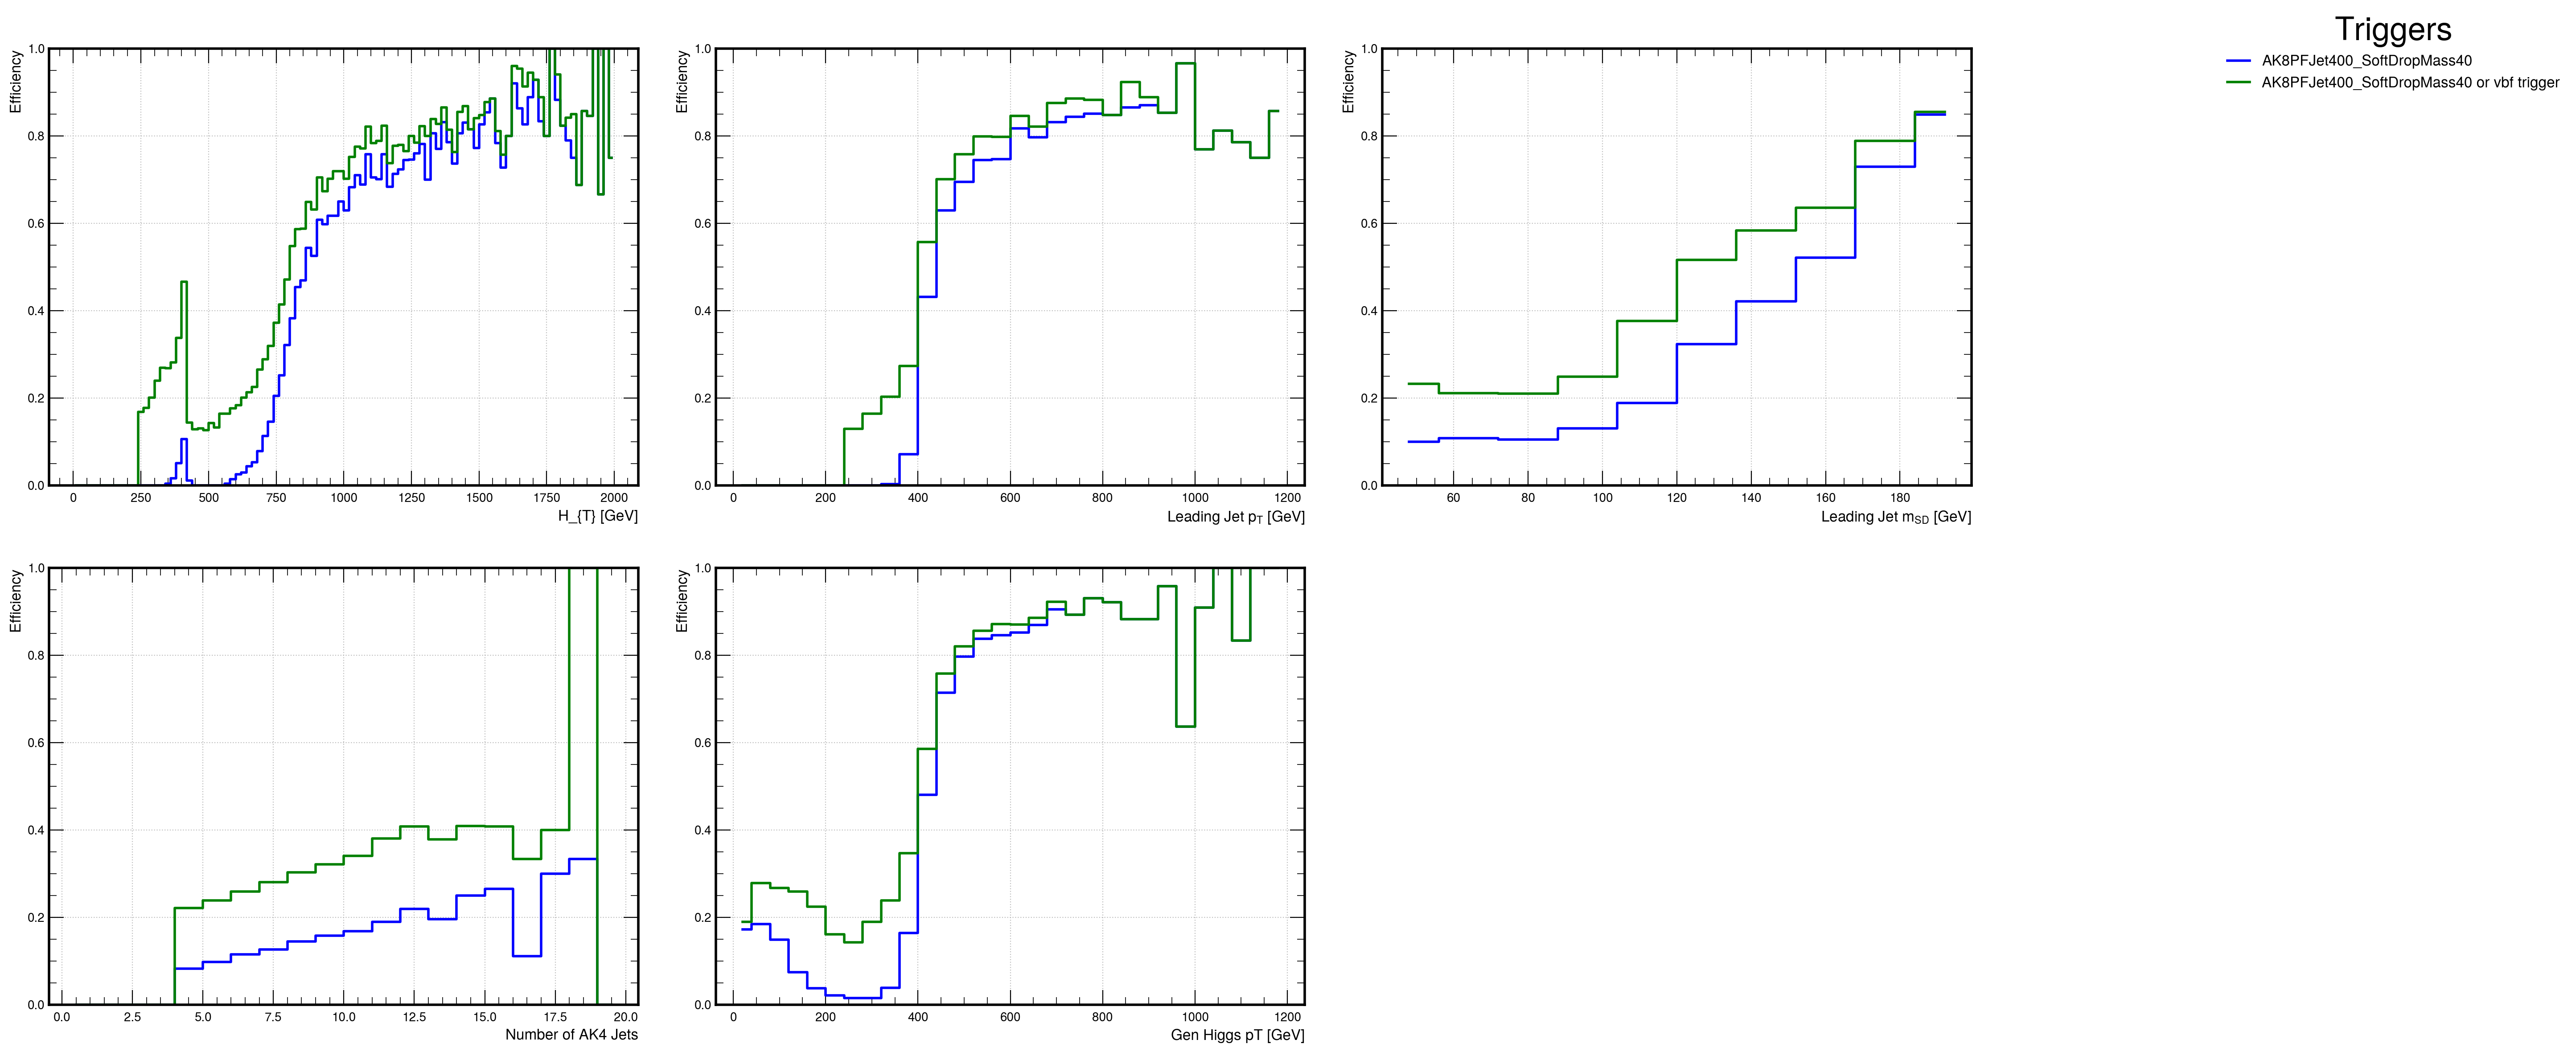 Triggers
AK8PFJet400_SoftDropMass40
AK8PFJet400_SoftDropMass40 or vbf trigger
Efficiency
1.0
0.8
0.6
0.4
0.2
0.0
0 250 500 750 1000 1250 1500 1750 2000
H_{T} [GeV]
Efficiency
1.0
0.8
0.6
0.4
0.2
0.0
0 200 400 600 800 1000 1200
Leading Jet pT [GeV]
Efficiency
1.0
0.8
0.6
0.4
0.2
0.0
60 80 100 120 140 160 180
Leading Jet mSD [GeV]
Efficiency
1.0
0.8
0.6
0.4
0.2
0.0
0.0 2.5 5.0 7.5 10.0 12.5 15.0 17.5 20.0
Number of AK4 Jets
Efficiency
1.0
0.8
0.6
0.4
0.2
0.0
0 200 400 600 800 1000 1200
Gen Higgs pT [GeV]